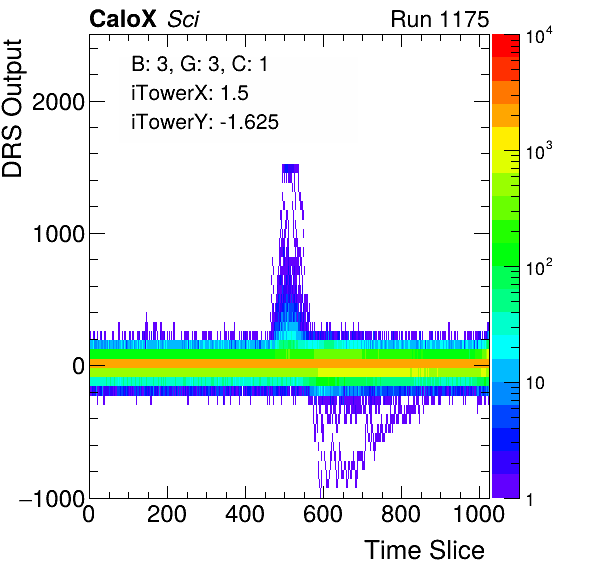 CaloX Sci Run 1175
B: 3, G: 3, C: 1
iTowerX: 1.5
iTowerY: -1.625
DRS Output
2000
1000
0
−1000
0 200 400 600 800 1000
Time Slice
10^4
10^3
10^2
10
1